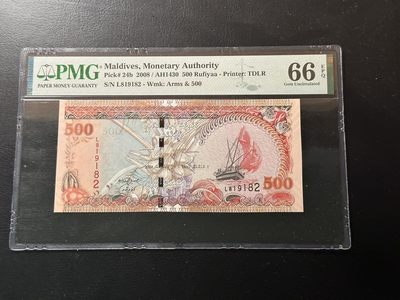 PMG
PAPER MONEY GUARANTY
Maldives, Monetary Authority
Pick# 24b 2008 / AH1430 500 Rufiyaa - Printer: TDLR
S/N L819182 - Wmk: Arms & 500
66 EPQ
Gem Uncirculated
500
500
L819182
L819182
500